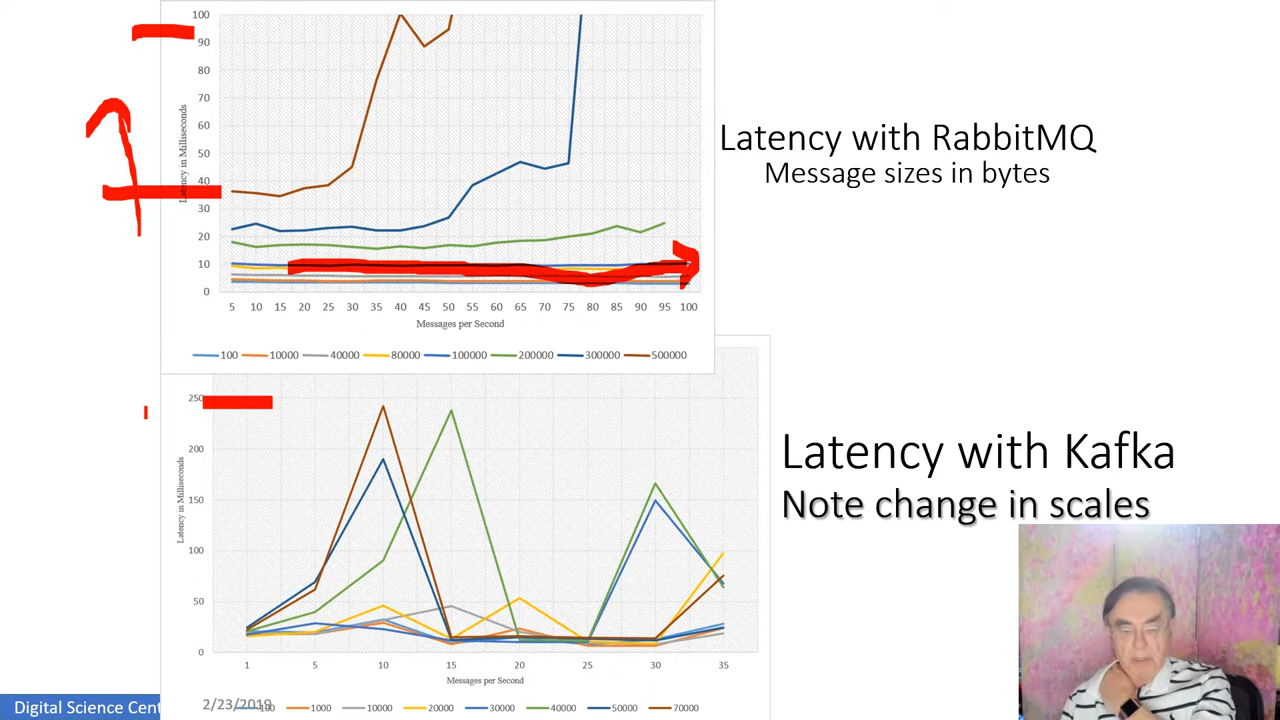 Latency with RabbitMQ
Message sizes in bytes
100
90
80
70
60
50
40
30
20
10
0
Latency in Milliseconds
5 10 15 20 25 30 35 40 45 50 55 60 65 70 75 80 85 90 95 100
Messages per Second
100 10000 40000 80000 100000 200000 300000 500000
Latency with Kafka
Note change in scales
250
200
150
100
50
0
Latency in Milliseconds
1 5 10 15 20 25 30 35
Messages per Second
100 1000 10000 20000 30000 40000 50000 70000
Digital Science Cent
2/23/2019